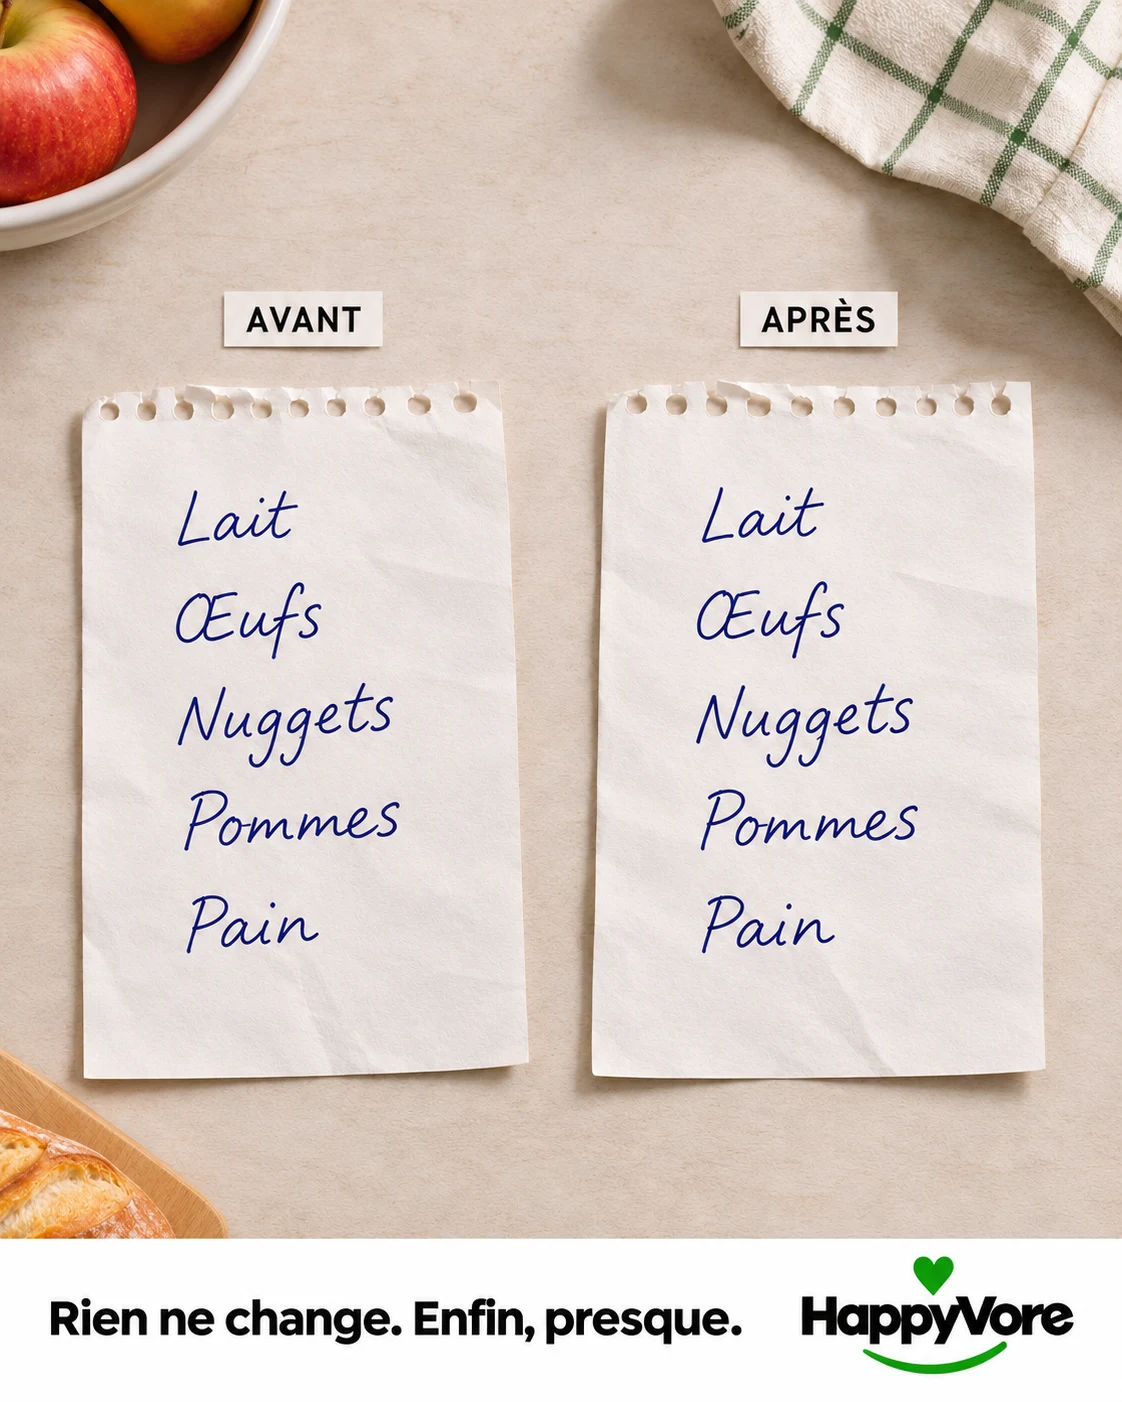 AVANT
Lait
Œufs
Nuggets
Pommes
Pain
APRÈS
Lait
Œufs
Nuggets
Pommes
Pain
Rien ne change. Enfin, presque.
HappyVore